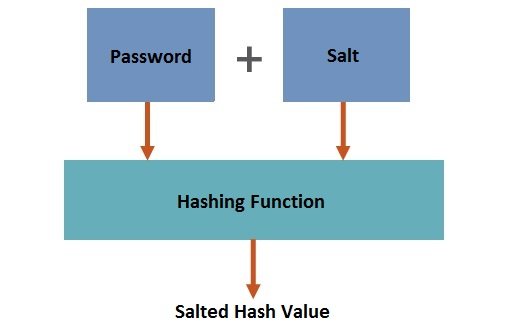 Password
+
Salt
Hashing Function
Salted Hash Value